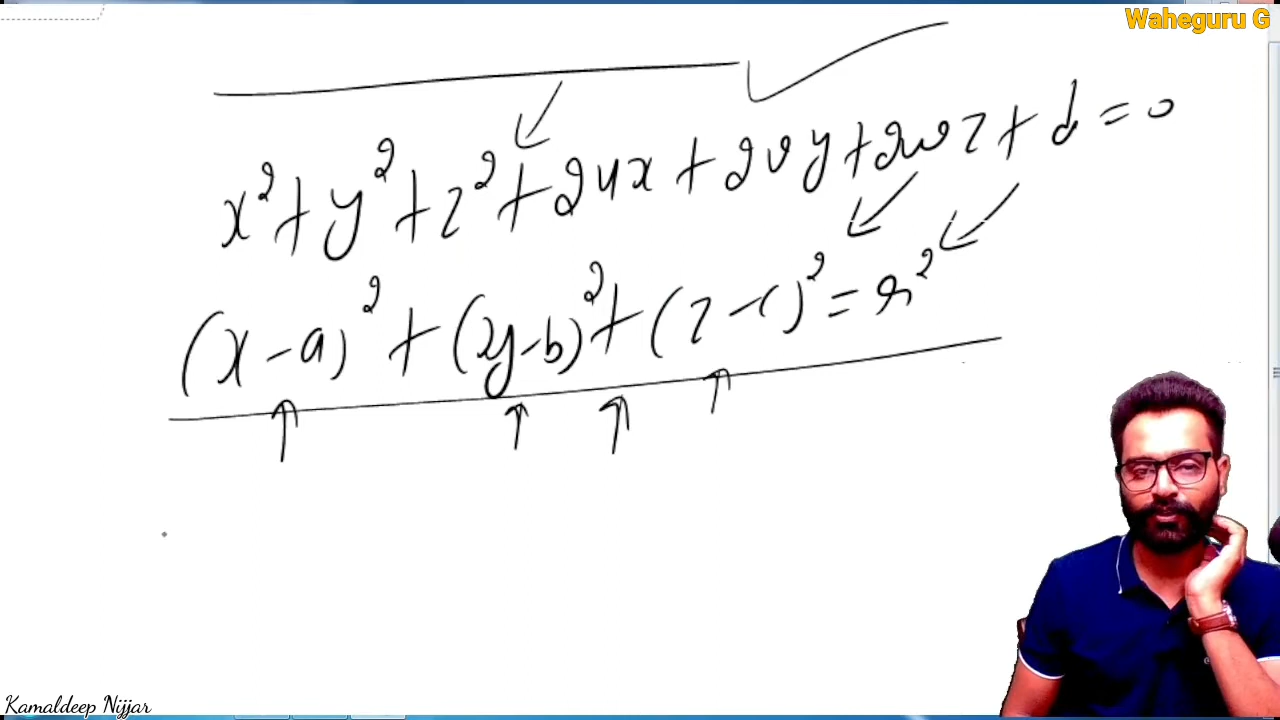 Waheguru G
x² + y² + z² + 2ux + 2vy + 2wz + d = 0
(x - a)² + (y - b)² + (z - c)² = r²
Kamaldeep Nijjar